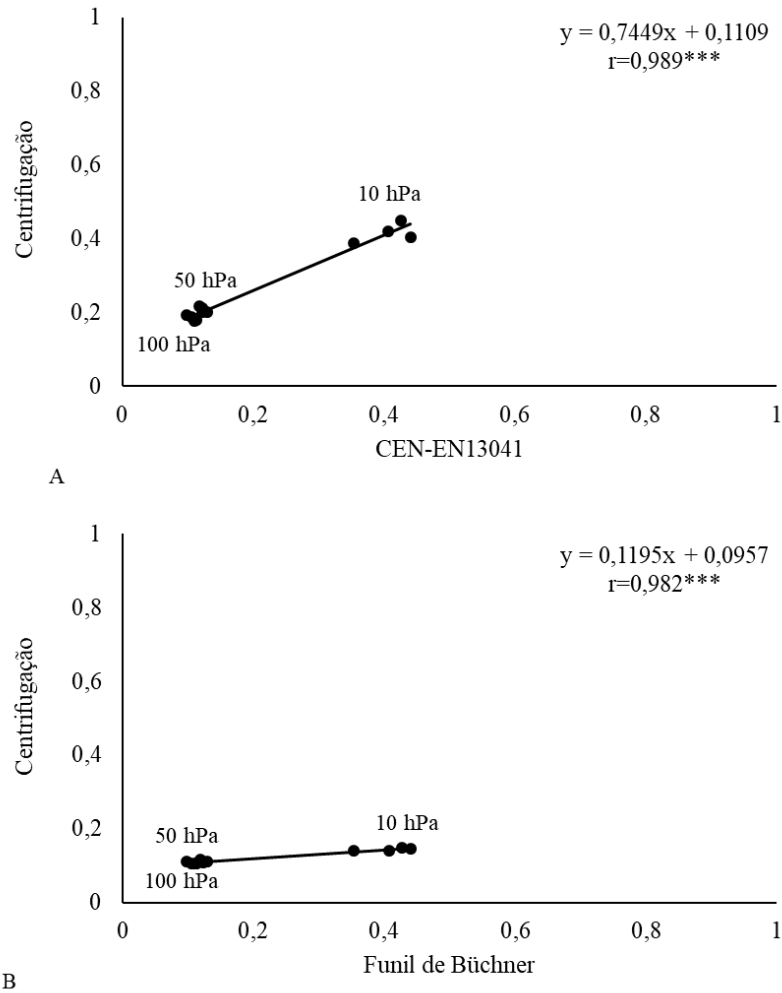 1
y = 0,7449x + 0,1109
r=0,989***
0,8
0,6
Centrifugação
10 hPa
0,4
50 hPa
0,2
100 hPa
0
0 0,2 0,4 0,6 0,8 1
CEN-EN13041
A
1
y = 0,1195x + 0,0957
r=0,982***
0,8
0,6
Centrifugação
0,4
0,2
50 hPa 10 hPa
100 hPa
0
0 0,2 0,4 0,6 0,8 1
Funil de Büchner
B